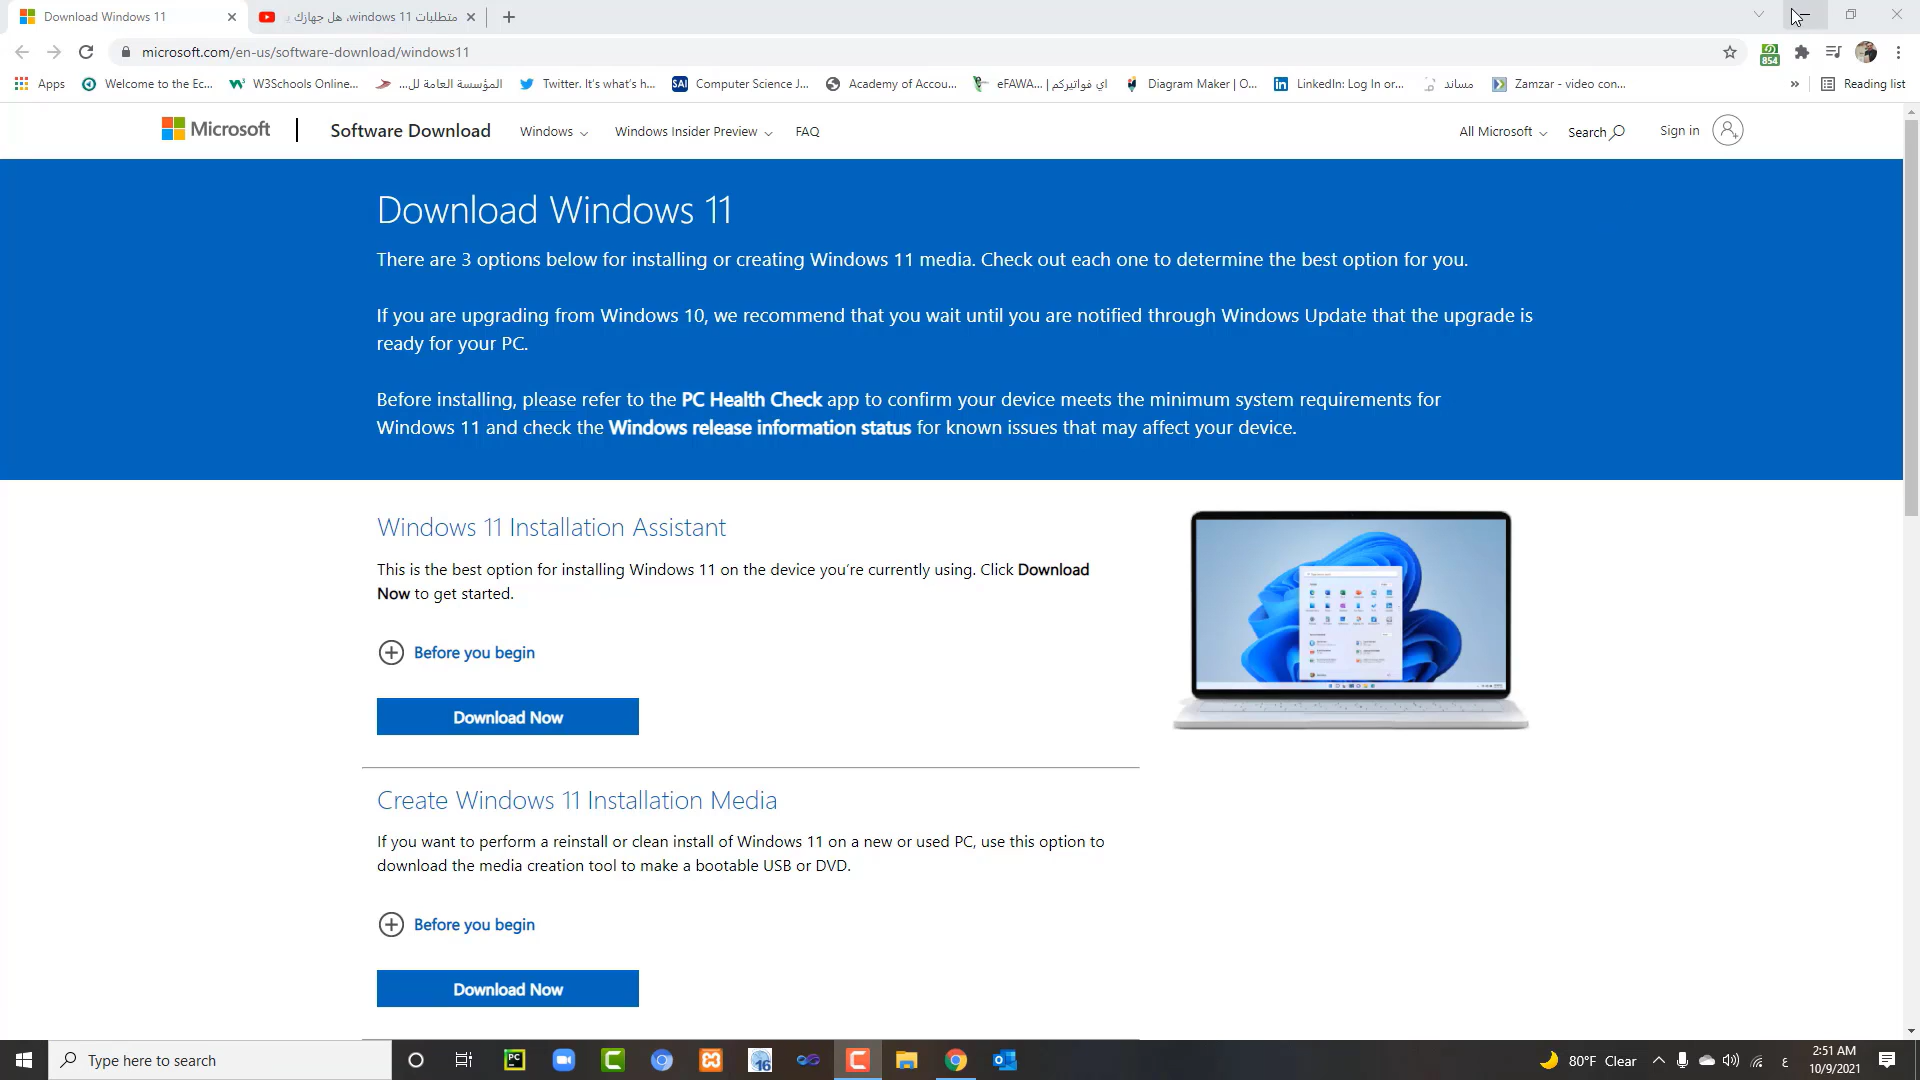 Download Windows 11
متطلبات windows 11، هل جهازك
microsoft.com/en-us/software-download/windows11
854
Apps
Welcome to the Ec...
W3Schools Online...
المؤسسة العامة لل...
Twitter. It's what's h...
Computer Science J...
Academy of Accou...
اي فواتيركم | eFAWA...
Diagram Maker | O...
LinkedIn: Log In or...
مساند
Zamzar - video con...
»
Reading list
Microsoft
Software Download
Windows
Windows Insider Preview
FAQ
All Microsoft
Search
Sign in
Download Windows 11
There are 3 options below for installing or creating Windows 11 media. Check out each one to determine the best option for you.
If you are upgrading from Windows 10, we recommend that you wait until you are notified through Windows Update that the upgrade is
ready for your PC.
Before installing, please refer to the PC Health Check app to confirm your device meets the minimum system requirements for
Windows 11 and check the Windows release information status for known issues that may affect your device.
Windows 11 Installation Assistant
This is the best option for installing Windows 11 on the device you're currently using. Click Download
Now to get started.
Before you begin
Download Now
Create Windows 11 Installation Media
If you want to perform a reinstall or clean install of Windows 11 on a new or used PC, use this option to
download the media creation tool to make a bootable USB or DVD.
Before you begin
Download Now
Type here to search
PC
16
80°F Clear
ع
2:51 AM
10/9/2021